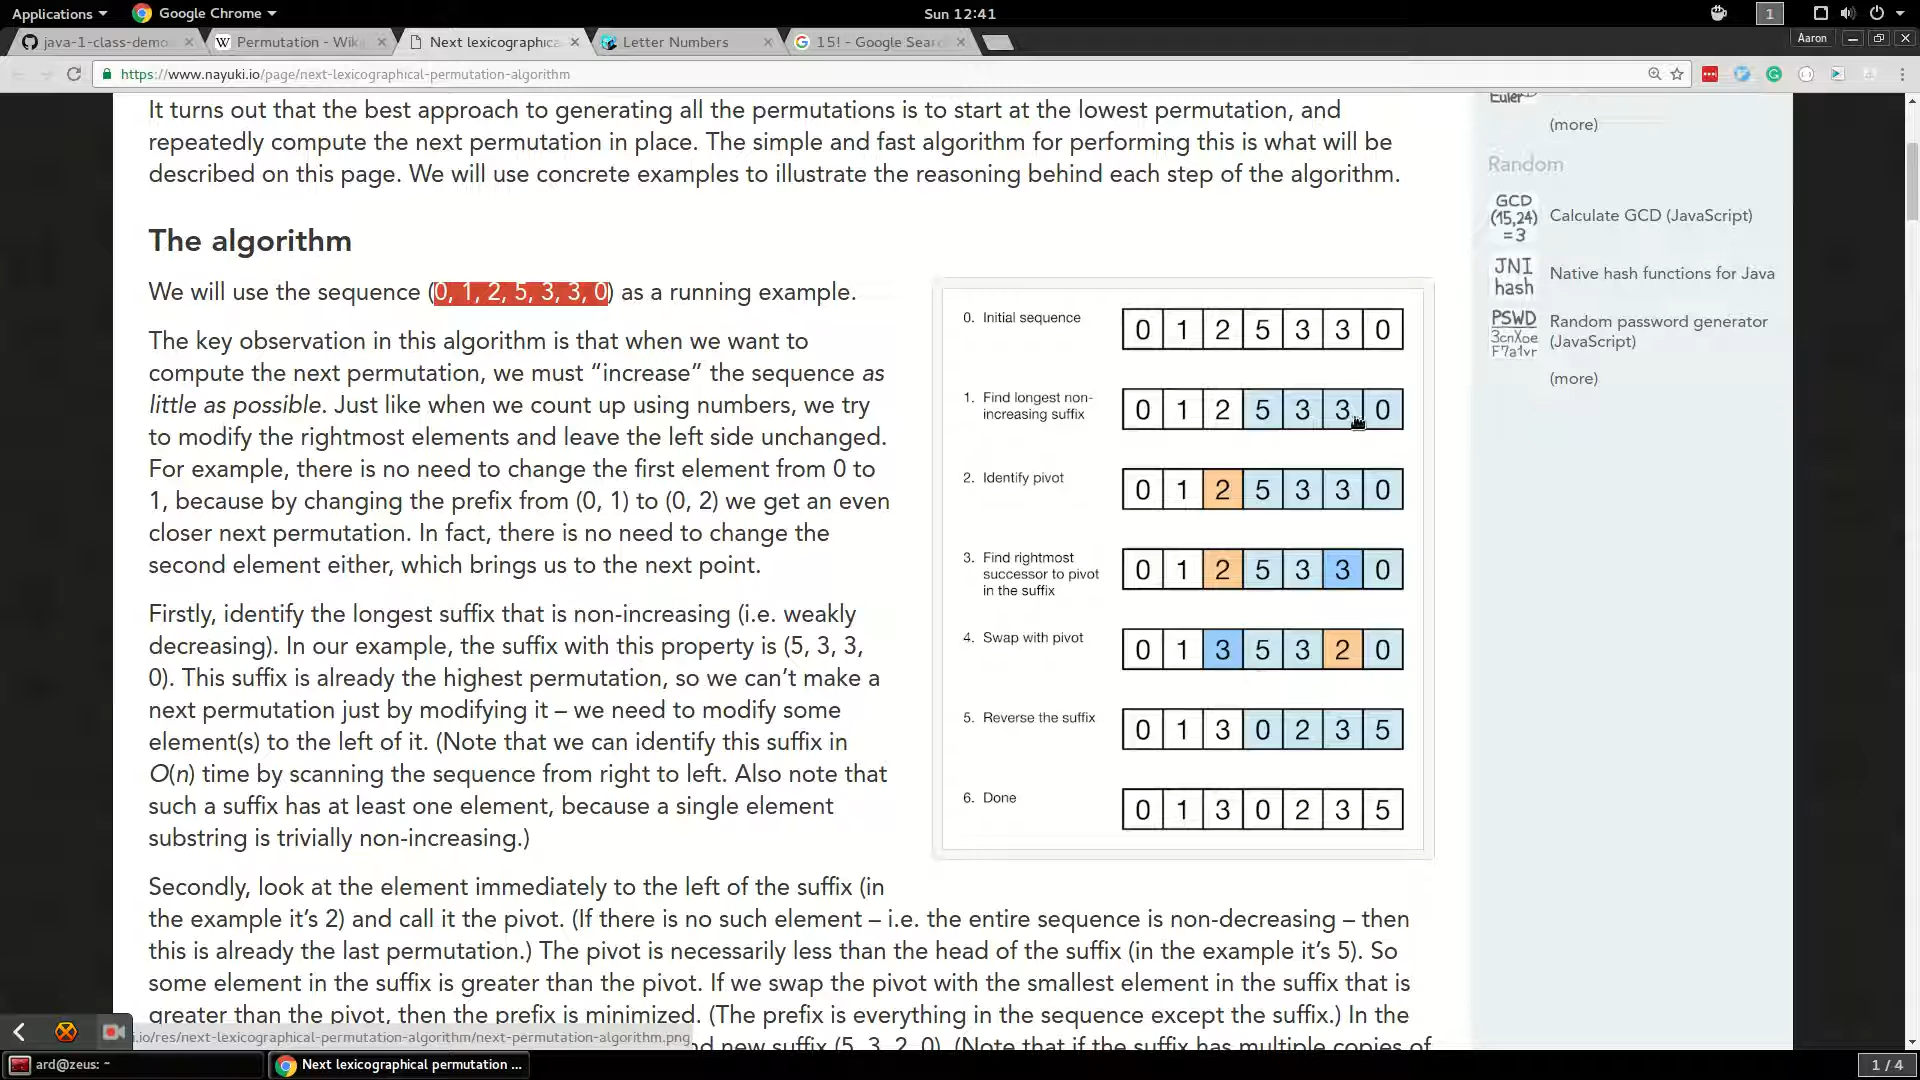 Applications
Google Chrome
Sun 12:41
1
java-1-class-demo
Permutation - Wik
Next lexicographica
Letter Numbers
15! - Google Sear
Aaron
https://www.nayuki.io/page/next-lexicographical-permutation-algorithm
It turns out that the best approach to generating all the permutations is to start at the lowest permutation, and
repeatedly compute the next permutation in place. The simple and fast algorithm for performing this is what will be
described on this page. We will use concrete examples to illustrate the reasoning behind each step of the algorithm.
The algorithm
We will use the sequence (0, 1, 2, 5, 3, 3, 0) as a running example.
The key observation in this algorithm is that when we want to
compute the next permutation, we must “increase” the sequence as
little as possible. Just like when we count up using numbers, we try
to modify the rightmost elements and leave the left side unchanged.
For example, there is no need to change the first element from 0 to
1, because by changing the prefix from (0, 1) to (0, 2) we get an even
closer next permutation. In fact, there is no need to change the
second element either, which brings us to the next point.
Firstly, identify the longest suffix that is non-increasing (i.e. weakly
decreasing). In our example, the suffix with this property is (5, 3, 3,
0). This suffix is already the highest permutation, so we can’t make a
next permutation just by modifying it – we need to modify some
element(s) to the left of it. (Note that we can identify this suffix in
O(n) time by scanning the sequence from right to left. Also note that
such a suffix has at least one element, because a single element
substring is trivially non-increasing.)
Secondly, look at the element immediately to the left of the suffix (in
the example it’s 2) and call it the pivot. (If there is no such element – i.e. the entire sequence is non-decreasing – then
this is already the last permutation.) The pivot is necessarily less than the head of the suffix (in the example it’s 5). So
some element in the suffix is greater than the pivot. If we swap the pivot with the smallest element in the suffix that is
greater than the pivot, then the prefix is minimized. (The prefix is everything in the sequence except the suffix.) In the
nd new suffix (5, 3, 2, 0). (Note that if the suffix has multiple copies of
0. Initial sequence
0 1 2 5 3 3 0
1. Find longest non-
increasing suffix
0 1 2 5 3 3 0
2. Identify pivot
0 1 2 5 3 3 0
3. Find rightmost
successor to pivot
in the suffix
0 1 2 5 3 3 0
4. Swap with pivot
0 1 3 5 3 2 0
5. Reverse the suffix
0 1 3 0 2 3 5
6. Done
0 1 3 0 2 3 5
Euler
(more)
Random
GCD
(15,24)
=3
Calculate GCD (JavaScript)
JNI
hash
Native hash functions for Java
PSWD
3cnXoe
F7a1vr
Random password generator
(JavaScript)
(more)
i.io/res/next-lexicographical-permutation-algorithm/next-permutation-algorithm.png
ard@zeus: ~
Next lexicographical permutation ...
1 / 4